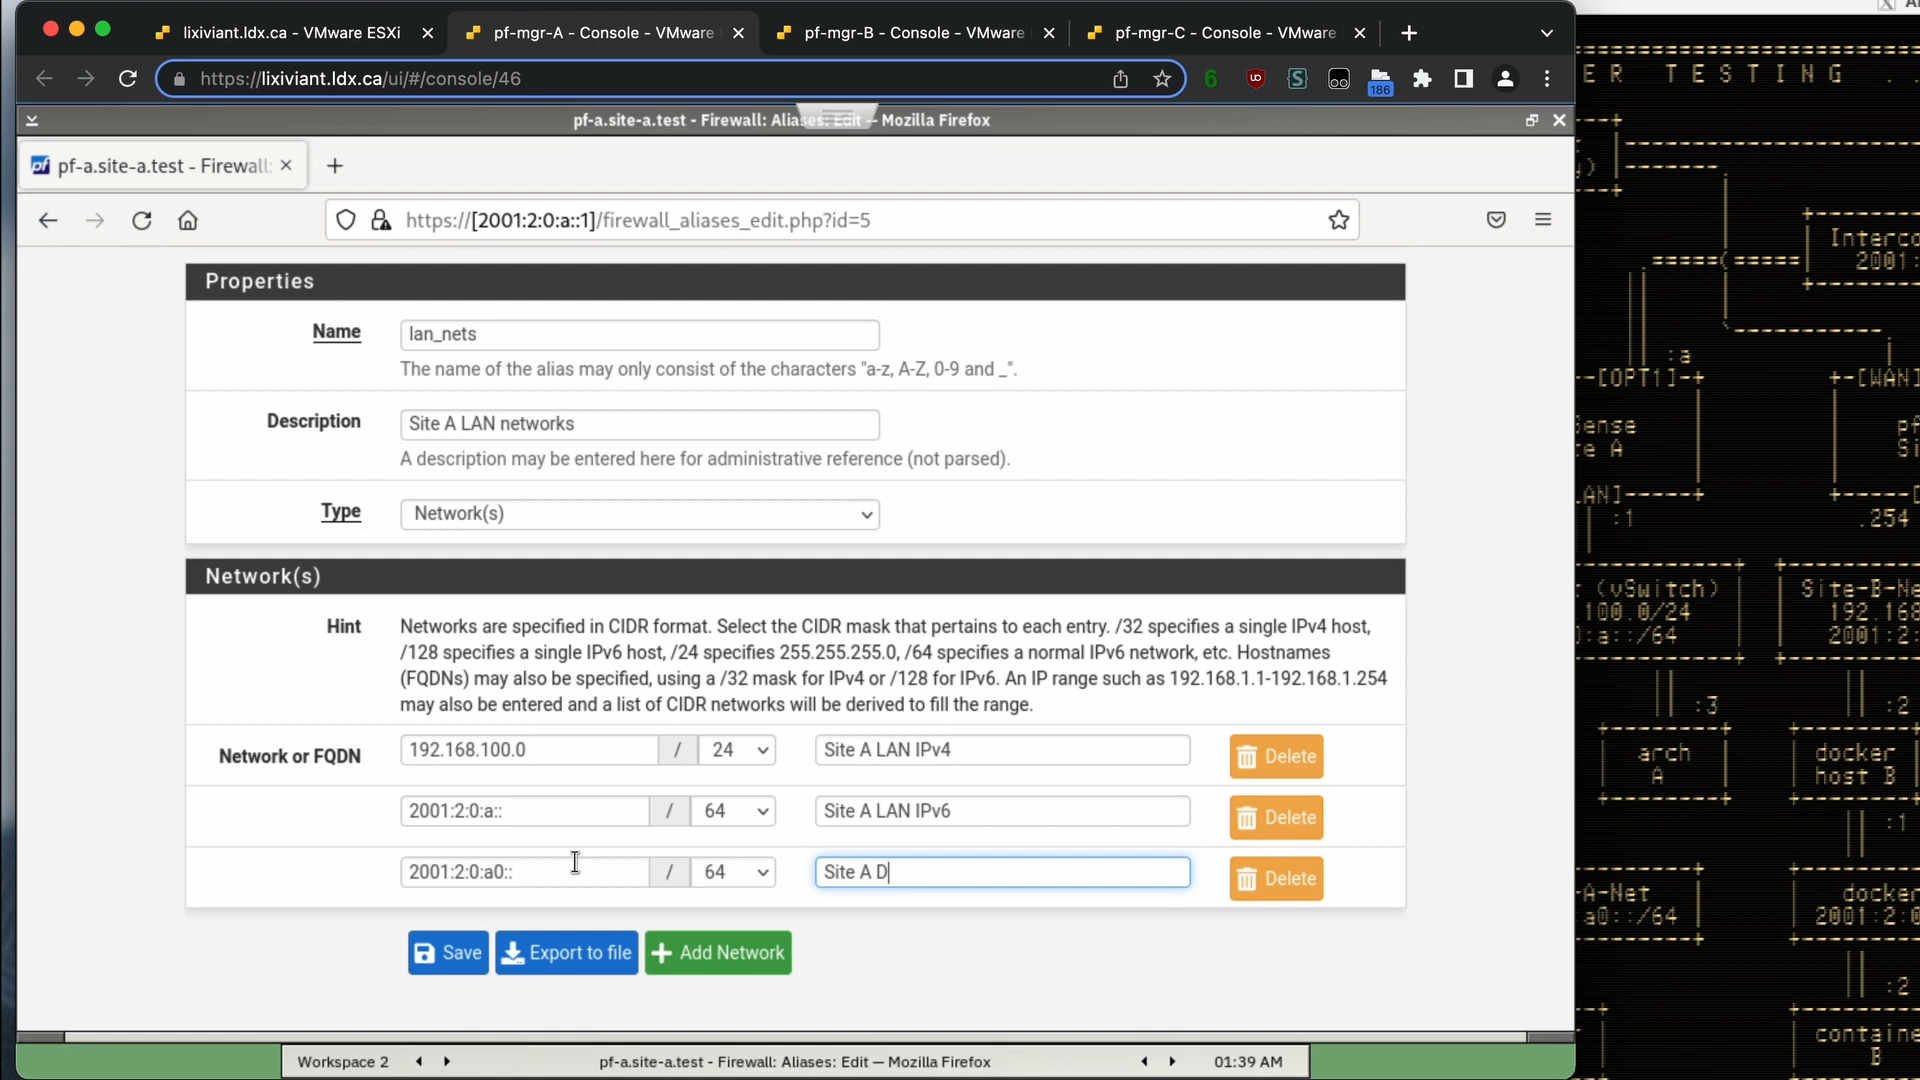 lixiviant.ldx.ca - VMware ESXi
pf-mgr-A - Console - VMware
pf-mgr-B - Console - VMware
pf-mgr-C - Console - VMware
https://lixiviant.ldx.ca/ui/#/console/46
6
186
pf-a.site-a.test - Firewall: Aliases: Edit — Mozilla Firefox
pf-a.site-a.test - Firewall:
https://[2001:2:0:a::1]/firewall_aliases_edit.php?id=5
Properties
Name
lan_nets
The name of the alias may only consist of the characters "a-z, A-Z, 0-9 and _".
Description
Site A LAN networks
A description may be entered here for administrative reference (not parsed).
Type
Network(s)
Network(s)
Hint
Networks are specified in CIDR format. Select the CIDR mask that pertains to each entry. /32 specifies a single IPv4 host,
/128 specifies a single IPv6 host, /24 specifies 255.255.255.0, /64 specifies a normal IPv6 network, etc. Hostnames
(FQDNs) may also be specified, using a /32 mask for IPv4 or /128 for IPv6. An IP range such as 192.168.1.1-192.168.1.254
may also be entered and a list of CIDR networks will be derived to fill the range.
Network or FQDN
192.168.100.0 / 24 Site A LAN IPv4 Delete
2001:2:0:a:: / 64 Site A LAN IPv6 Delete
2001:2:0:a0:: / 64 Site A D Delete
Save Export to file Add Network
Workspace 2
pf-a.site-a.test - Firewall: Aliases: Edit — Mozilla Firefox
01:39 AM
ER TESTING ..
Interco
2001:
:a
--[OPT1]-+ +-[WAN]
ense pf
e A Si
AN]-----+ +-----[
:1 .254
(vSwitch) Site-B-Ne
100.0/24 192.168
:a::/64 2001:2:
:3 :2
arch docker
A host B
:1
A-Net docker
a0::/64 2001:2:0
:2
containe
B